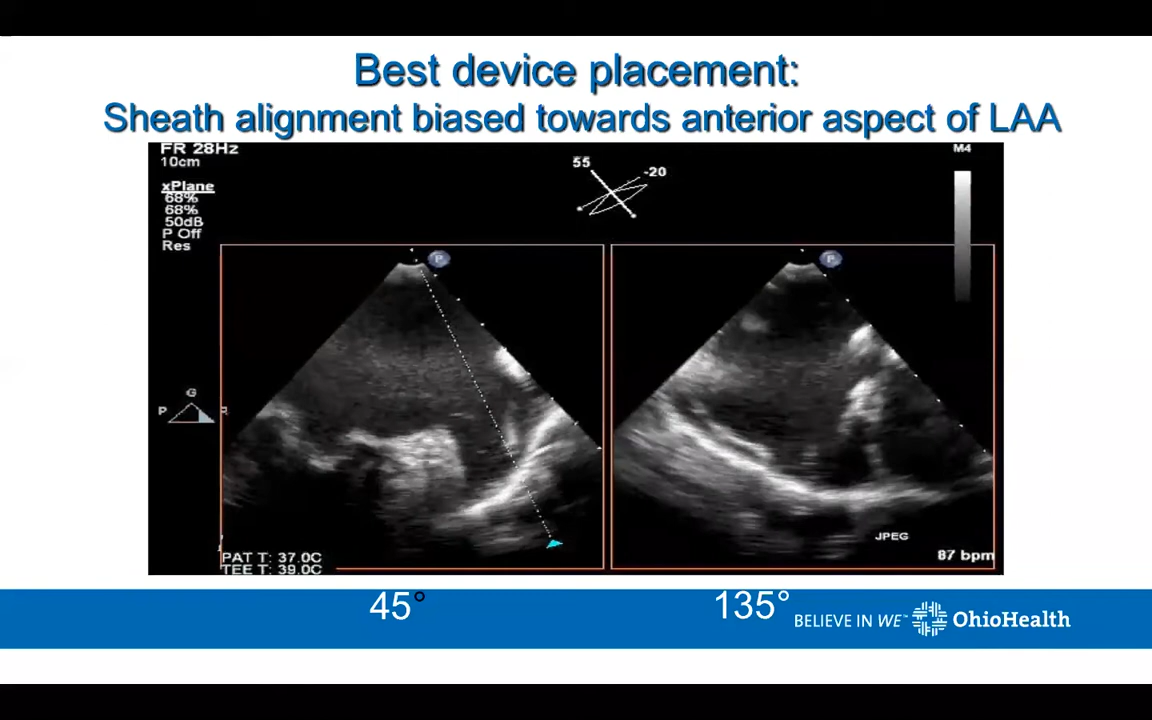 Best device placement:
Sheath alignment biased towards anterior aspect of LAA
FR 28Hz
10cm
xPlane
68%
68%
50dB
P Off
Res
55
-20
M4
P
P
G
P R
JPEG
87 bpm
PAT T: 37.0C
TEE T: 39.0C
45°
135°
BELIEVE IN WE™ OhioHealth